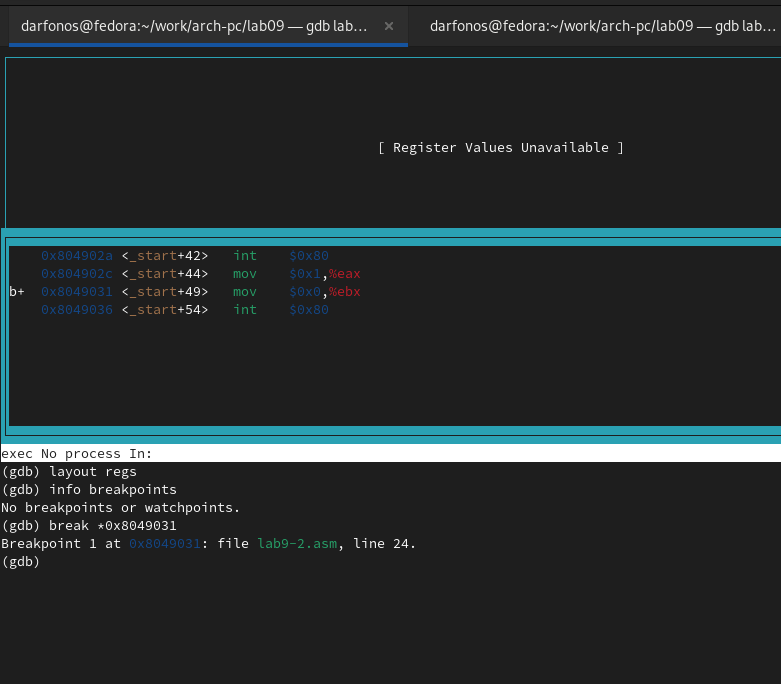 darfonos@fedora:~/work/arch-pc/lab09 — gdb lab… × darfonos@fedora:~/work/arch-pc/lab09 — gdb lab…
[ Register Values Unavailable ]
0x804902a <_start+42> int $0x80
0x804902c <_start+44> mov $0x1,%eax
b+ 0x8049031 <_start+49> mov $0x0,%ebx
0x8049036 <_start+54> int $0x80
exec No process In:
(gdb) layout regs
(gdb) info breakpoints
No breakpoints or watchpoints.
(gdb) break *0x8049031
Breakpoint 1 at 0x8049031: file lab9-2.asm, line 24.
(gdb)